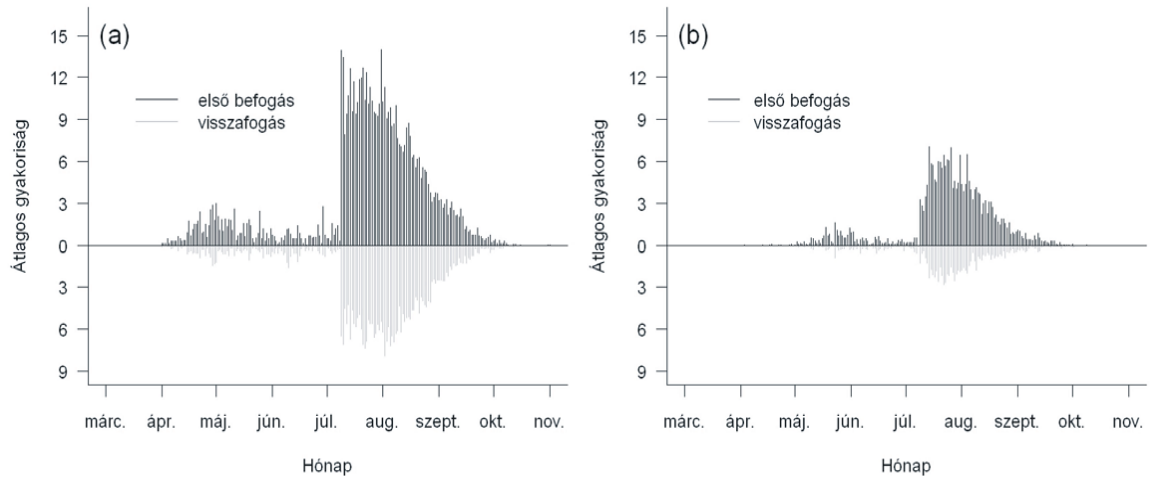 (a)
15
12
9
6
3
0
3
6
9
első befogás
visszafogás
Átlagos gyakoriság
márc. ápr. máj. jún. júl. aug. szept. okt. nov.
Hónap
(b)
15
12
9
6
3
0
3
6
9
első befogás
visszafogás
Átlagos gyakoriság
márc. ápr. máj. jún. júl. aug. szept. okt. nov.
Hónap